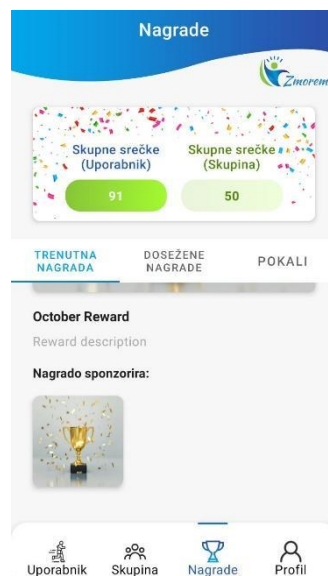 Nagrade
Zmorem
Skupne srečke
(Uporabnik)
91
Skupne srečke
(Skupina)
50
TRENUTNA
NAGRADA
DOSEŽENE
NAGRADE
POKALI
October Reward
Reward description
Nagrado sponzorira:
Uporabnik
Skupina
Nagrade
Profil